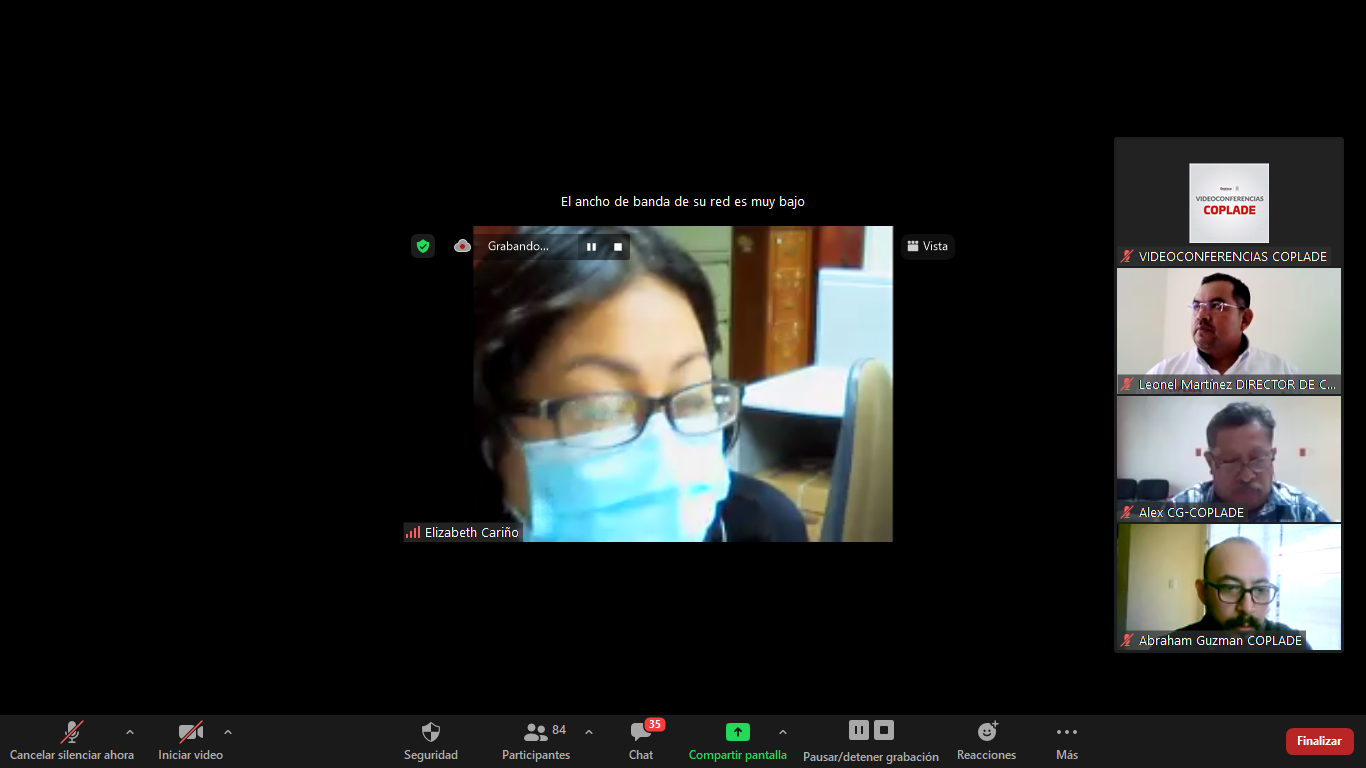 El ancho de banda de su red es muy bajo
Grabando...
Vista
Elizabeth Cariño
VIDEOCONFERENCIAS
COPLADE
VIDEOCONFERENCIAS COPLADE
Leonel Martínez DIRECTOR DE C...
Alex CG-COPLADE
Abraham Guzman COPLADE
Cancelar silenciar ahora
Iniciar video
Seguridad
84
Participantes
35
Chat
Compartir pantalla
Pausar/detener grabación
Reacciones
Más
Finalizar